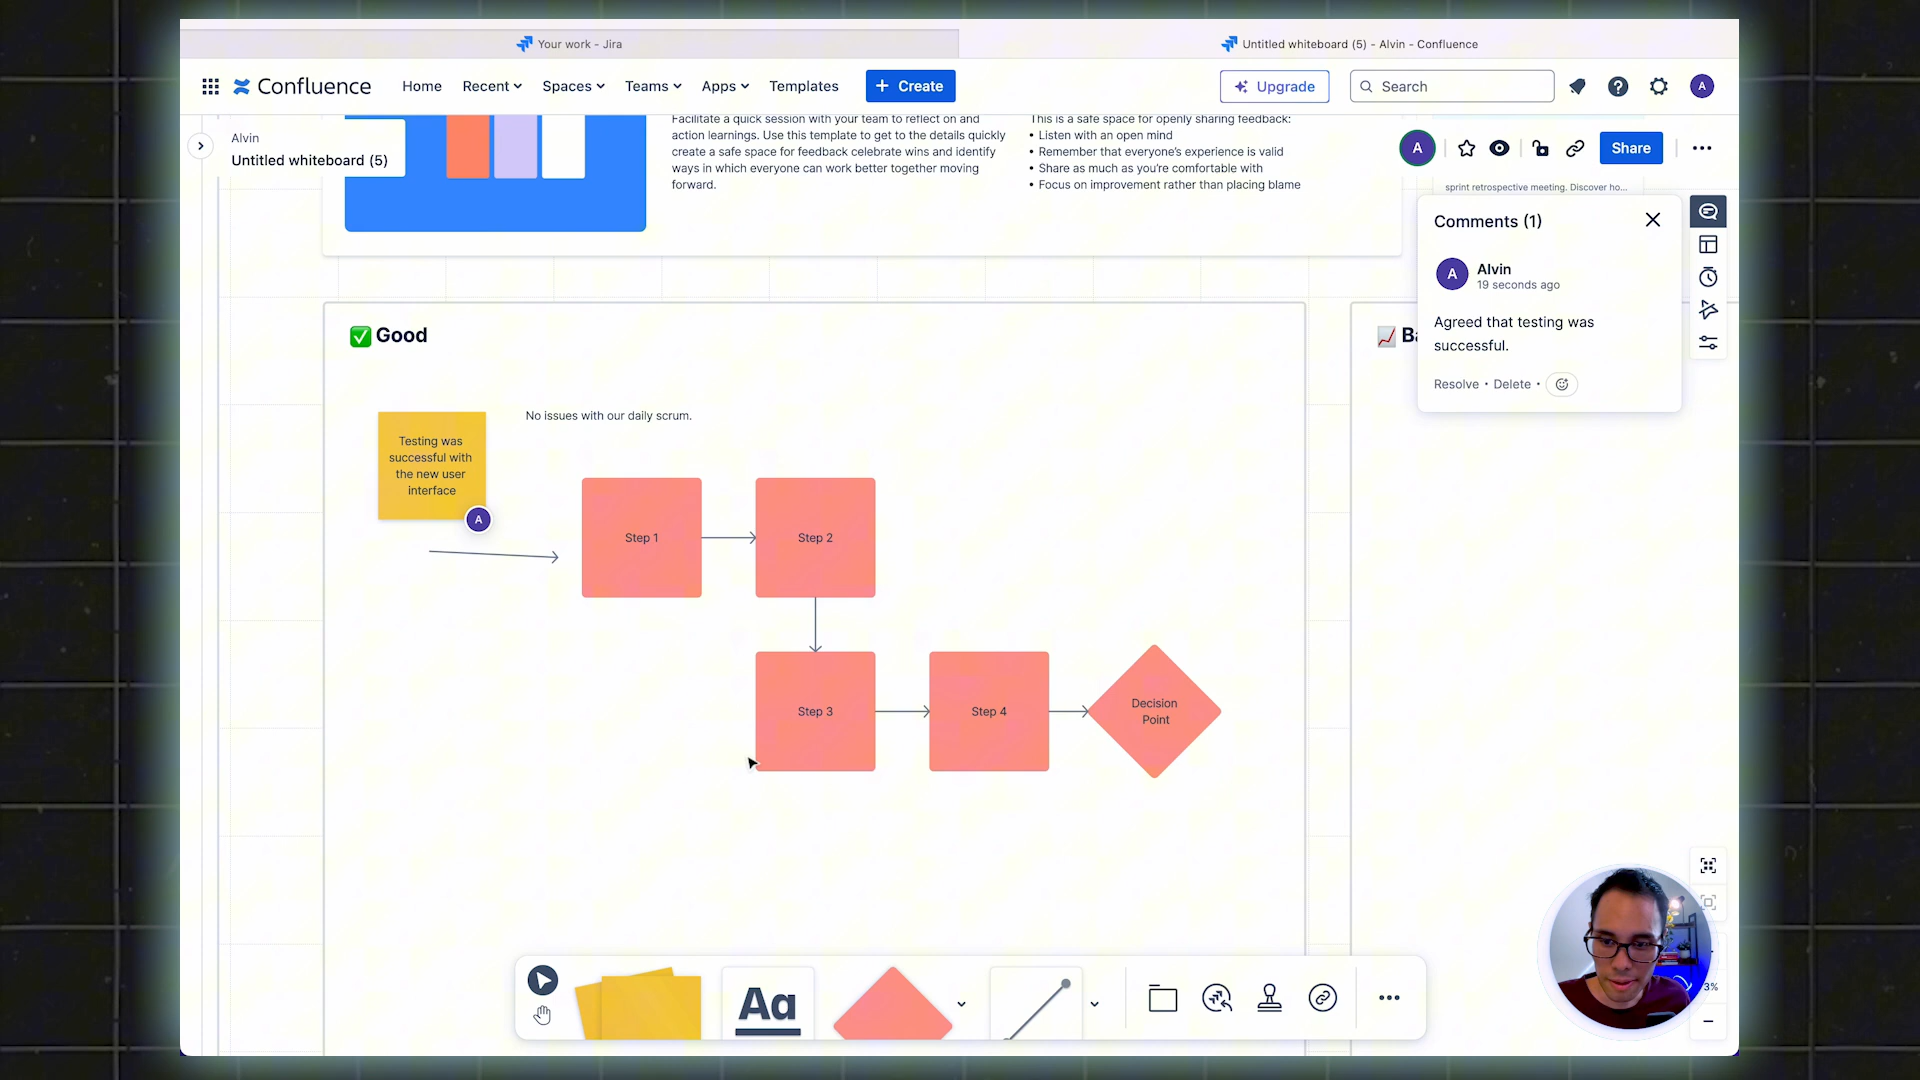 Your work - Jira
Untitled whiteboard (5) - Alvin - Confluence
Confluence
Home
Recent
Spaces
Teams
Apps
Templates
+ Create
Upgrade
Search
A
Alvin
Untitled whiteboard (5)
Facilitate a quick session with your team to reflect on and
action learnings. Use this template to get to the details quickly
create a safe space for feedback celebrate wins and identify
ways in which everyone can work better together moving
forward.
This is a safe space for openly sharing feedback:
• Listen with an open mind
• Remember that everyone's experience is valid
• Share as much as you're comfortable with
• Focus on improvement rather than placing blame
A
Share
sprint retrospective meeting. Discover ho...
Comments (1)
A
Alvin
19 seconds ago
Agreed that testing was
successful.
Resolve • Delete •
Good
Testing was
successful with
the new user
interface
A
No issues with our daily scrum.
Step 1
Step 2
Step 3
Step 4
Decision
Point
Aa